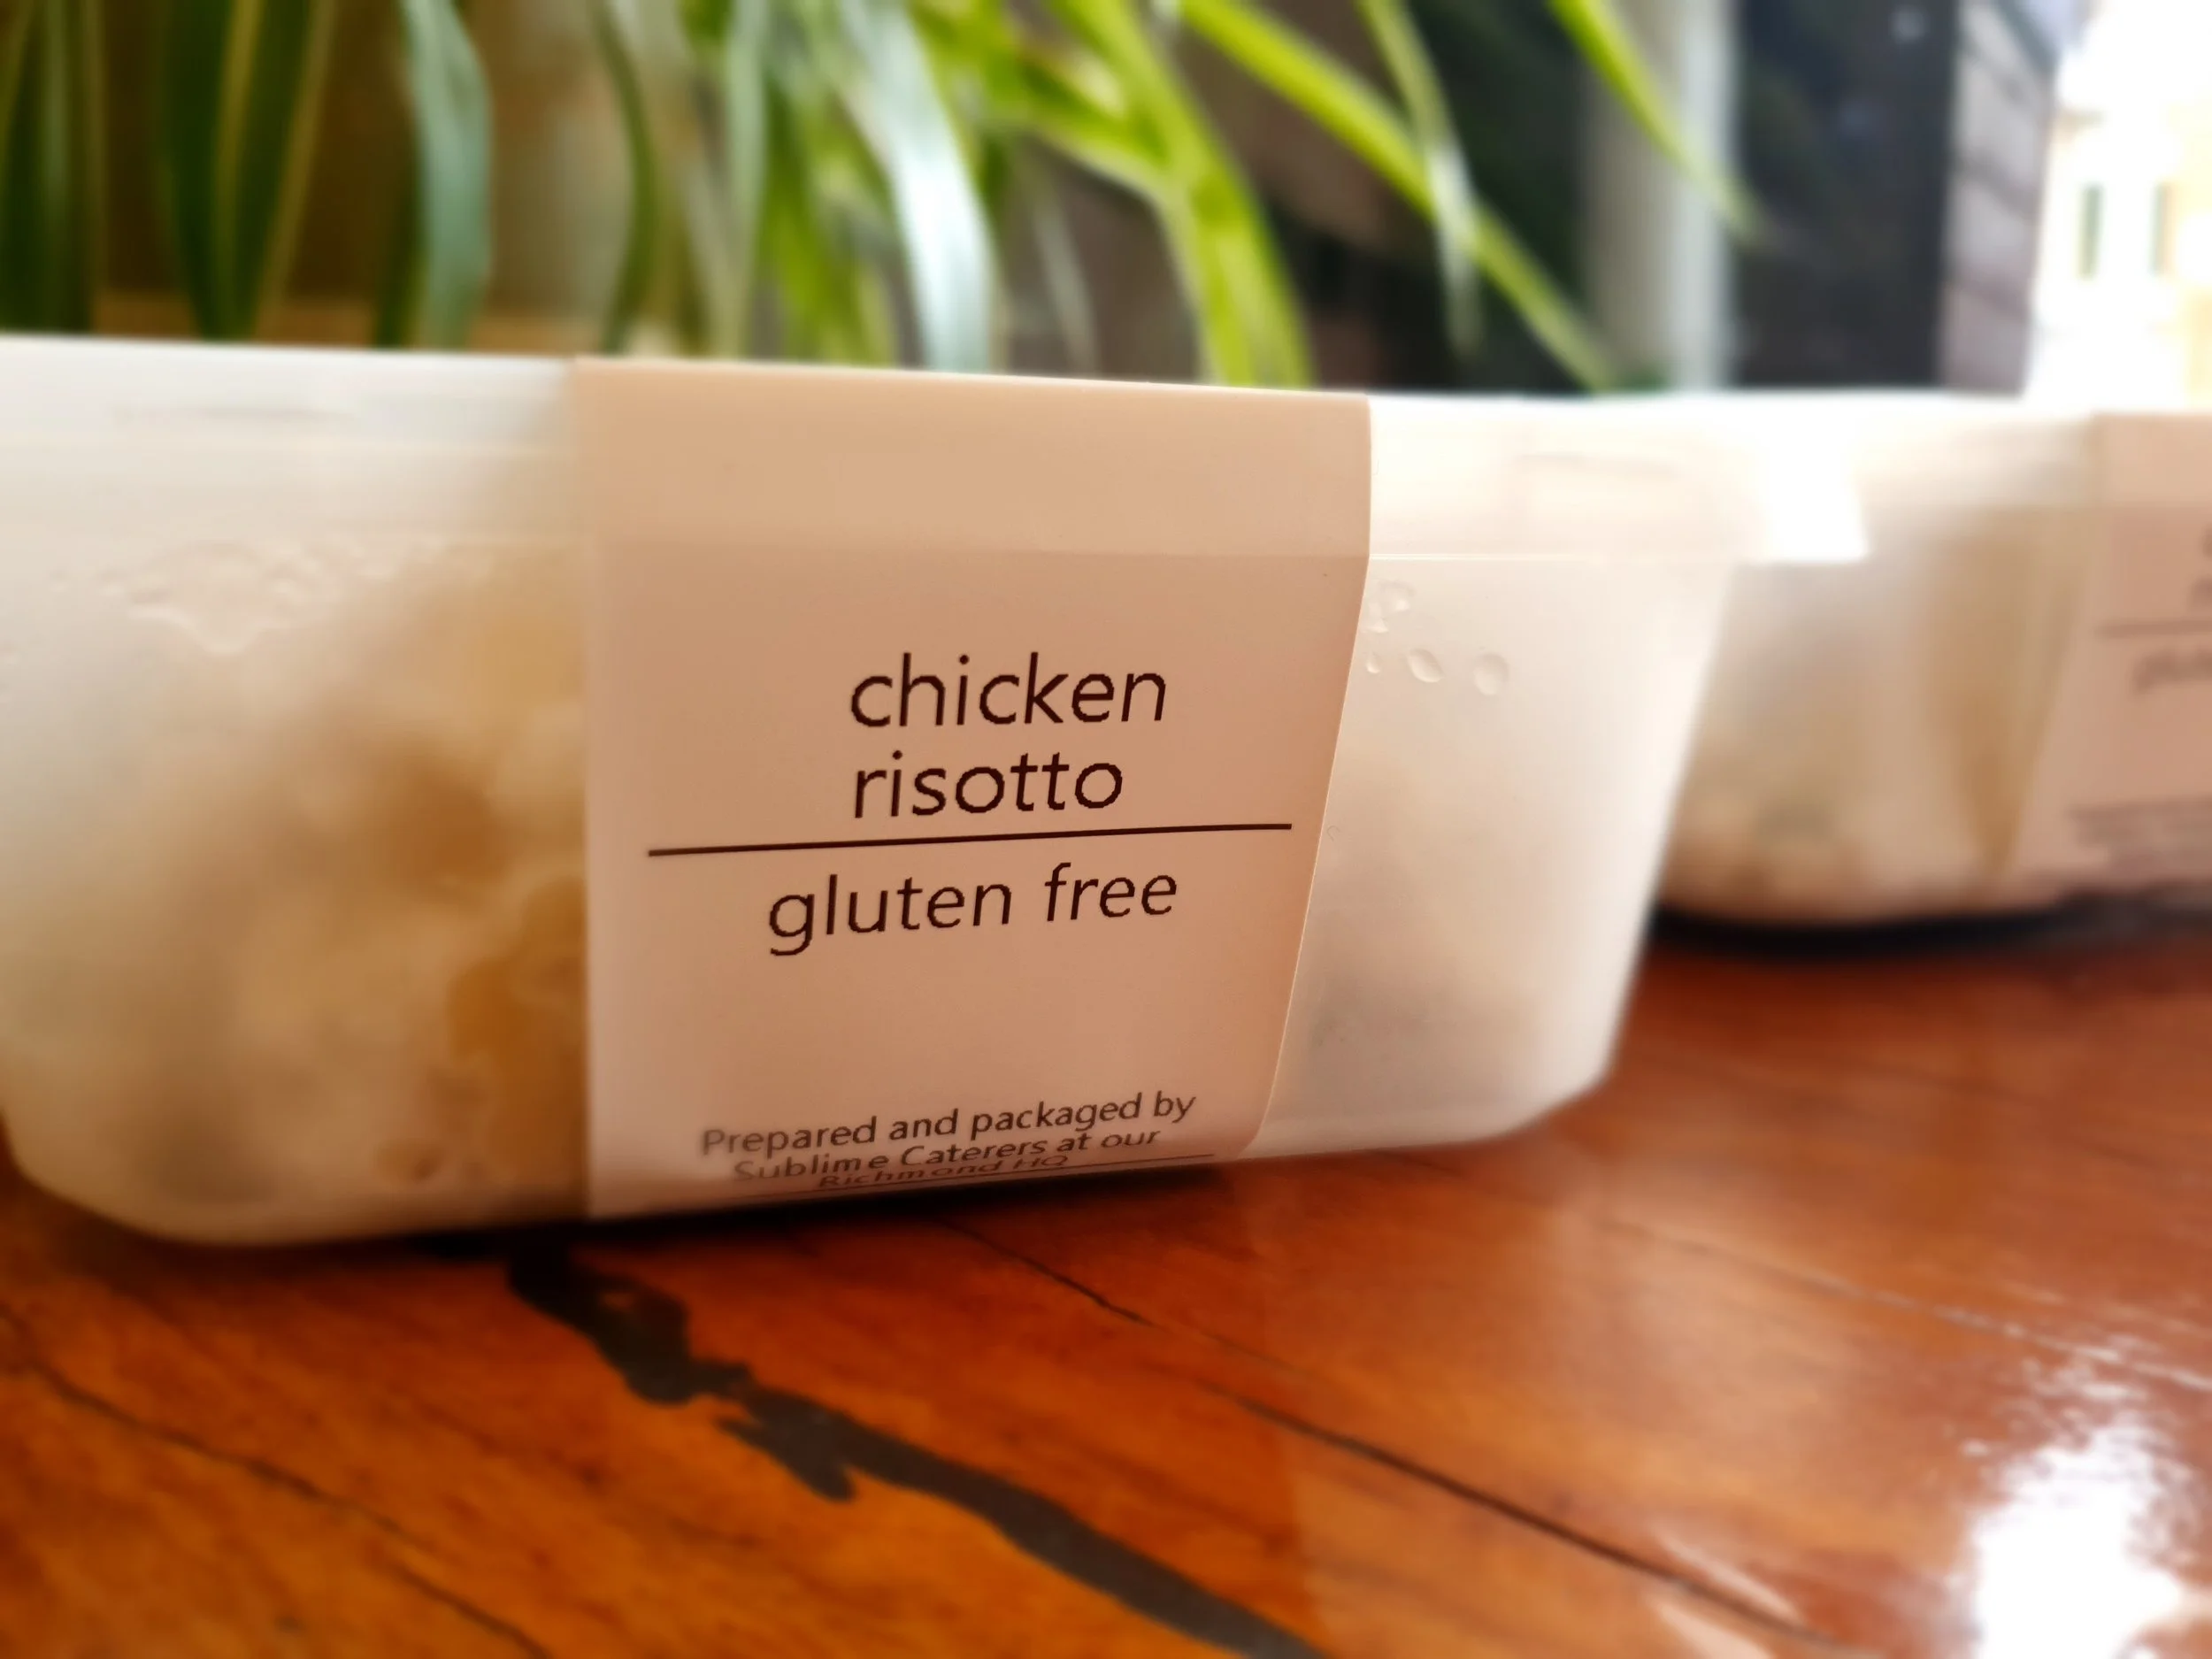 chicken
risotto
gluten free
Prepared and packaged by
Sublime Caterers at our
Richmond HQ